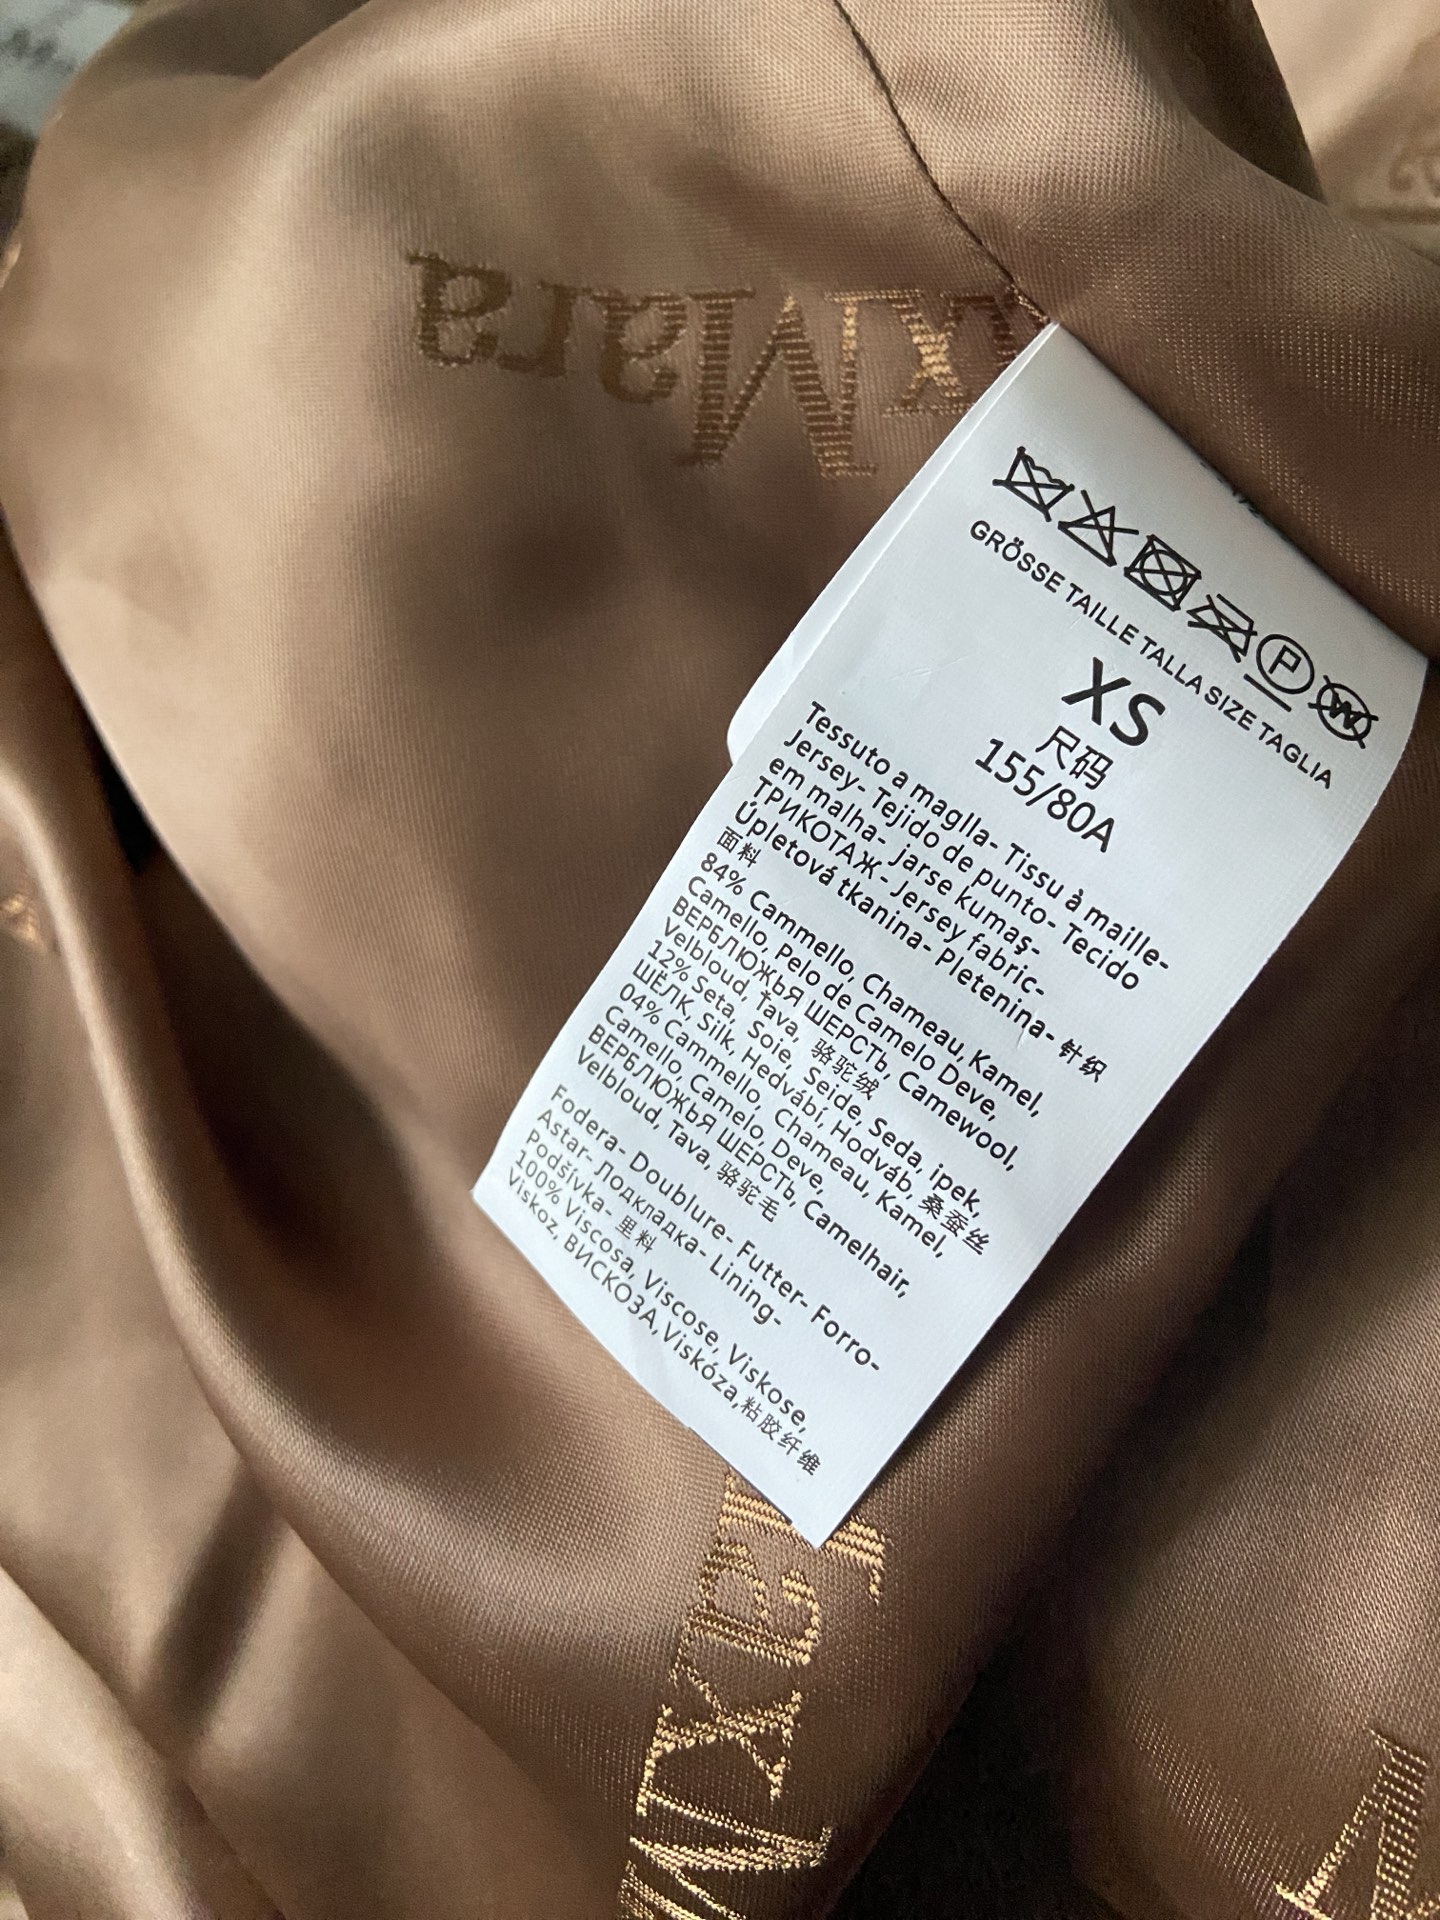 MaxMara
GRÖSSE TAILLE TALLA SIZE TAGLIA
XS
尺码
155/80A
Tessuto a maglla- Tissu à maille-
Jersey- Tejido de punto- Tecido
em malha- jarse kumaş-
ТРИКОТАЖ - Jersey fabric-
Úpletová tkanina- Pletenina- 针织
面料
84% Cammello, Chameau, Kamel,
Camello, Pelo de Camelo Deve,
ВЕРБЛЮЖЬЯ ШЕРСТЬ, Camewool,
Velbloud, Ťava, 骆驼绒
12% Seta, Soie, Seide, Seda, ipek,
ШЁЛК, Silk, Hedvábí, Hodváb, 桑蚕丝
04% Cammello, Chameau, Kamel,
Camello, Camelo, Deve,
ВЕРБЛЮЖЬЯ ШЕРСТЬ, Camelhair,
Velbloud, Tava, 骆驼毛
Fodera- Doublure- Futter- Forro-
Astar- Подкладка- Lining-
Podšívka- 里料
100% Viscosa, Viscose, Viskose,
Viskoz, ВИСКОЗА, Viskóza,粘胶纤维